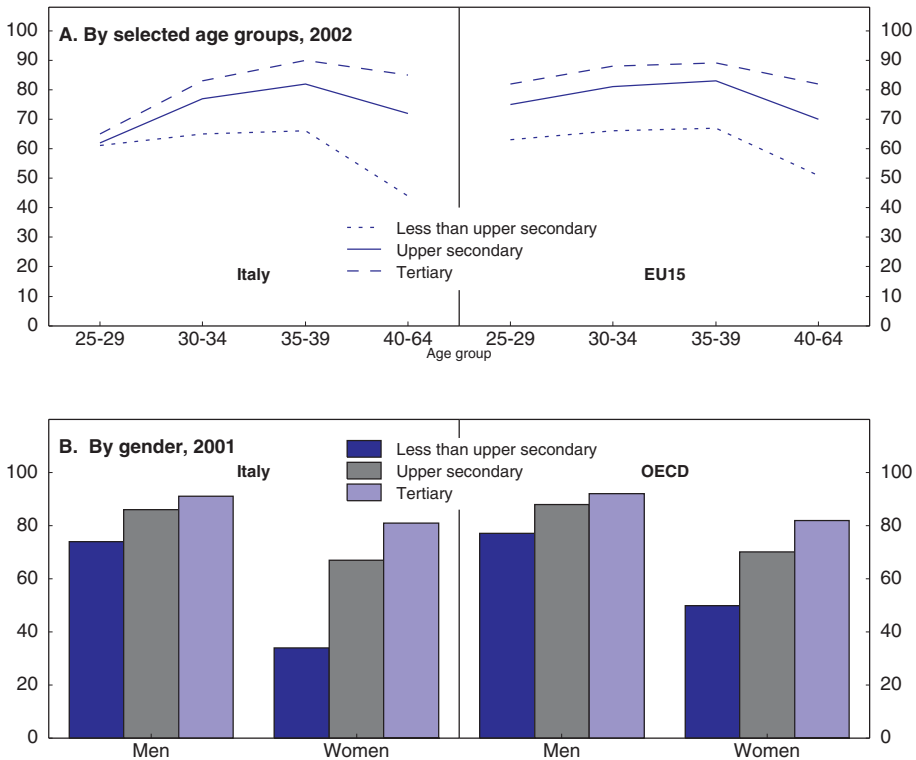 A. By selected age groups, 2002
100 100
90 90
80 80
70 70
60 60
50 50
40 40
30 30
20 20
10 10
0 0
Less than upper secondary
Upper secondary
Tertiary
Italy EU15
25-29 30-34 35-39 40-64 25-29 30-34 35-39 40-64
Age group
B. By gender, 2001
Italy OECD
Less than upper secondary
Upper secondary
Tertiary
100 100
80 80
60 60
40 40
20 20
0 0
Men Women Men Women